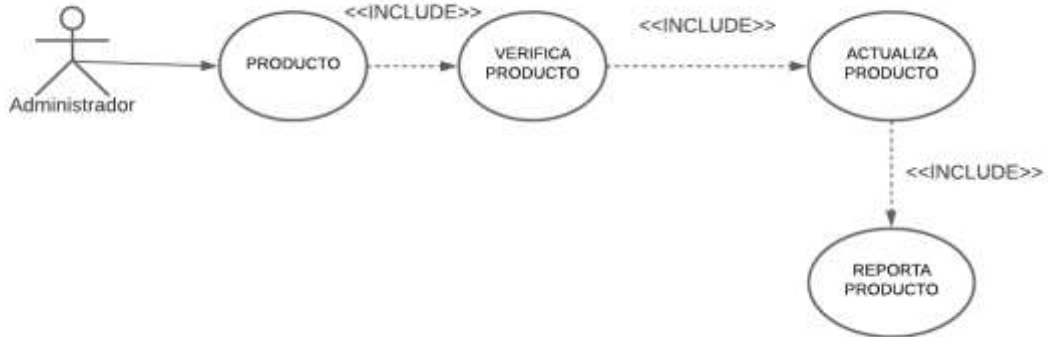 <<INCLUDE>>
<<INCLUDE>>
PRODUCTO
VERIFICA
PRODUCTO
ACTUALIZA
PRODUCTO
Administrador
<<INCLUDE>>
REPORTA
PRODUCTO